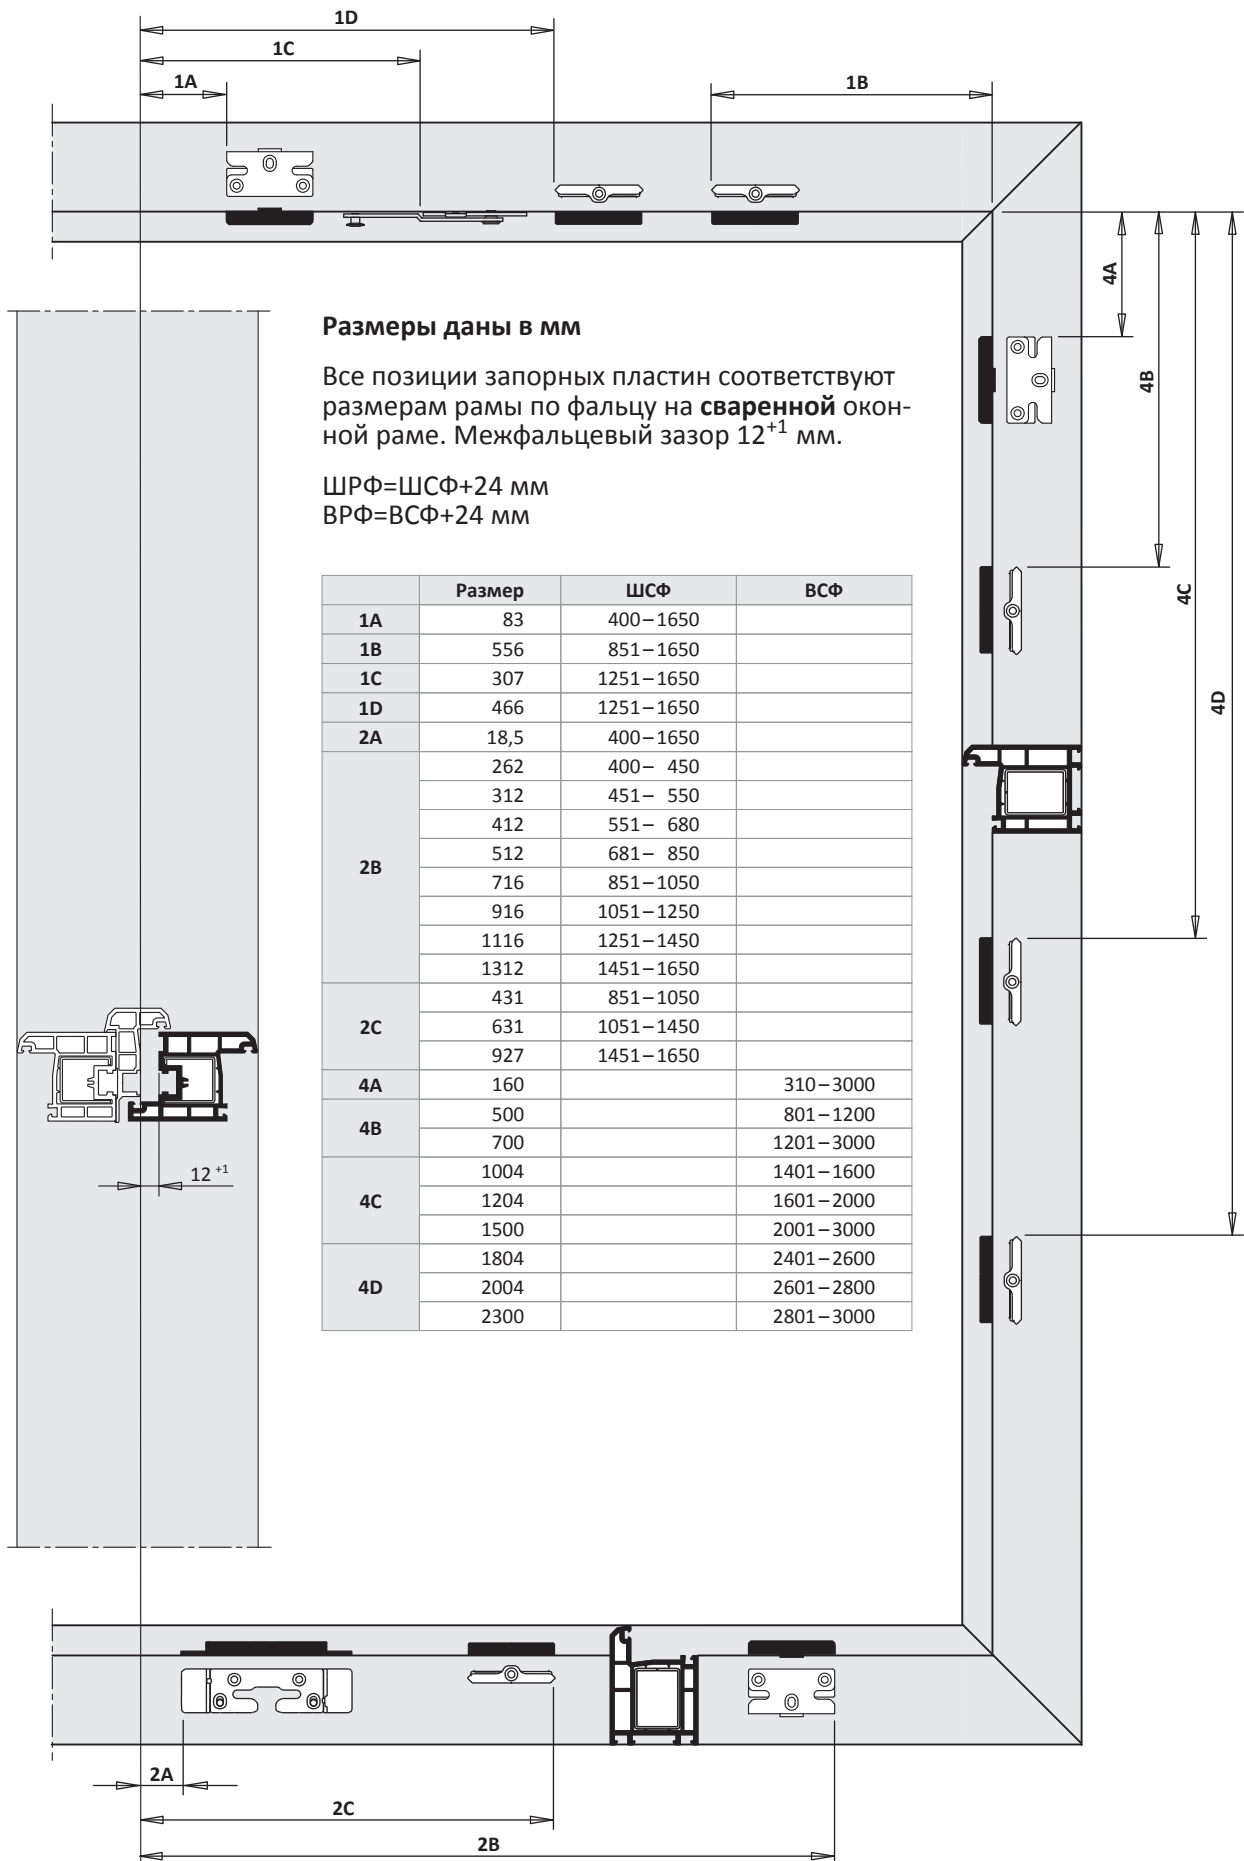 1D
1C
1A
1B
4A
4B
4C
4D
Размеры даны в мм
Все позиции запорных пластин соответствуют
размерам рамы по фальцу на сваренной окон-
ной раме. Межфальцевый зазор 12+1 мм.
ШРФ=ШСФ+24 мм
ВРФ=ВСФ+24 мм
Размер ШСФ ВСФ
1A 83 400–1650
1B 556 851–1650
1C 307 1251–1650
1D 466 1251–1650
2A 18,5 400–1650
2B 262 400– 450
312 451– 550
412 551– 680
512 681– 850
716 851–1050
916 1051–1250
1116 1251–1450
1312 1451–1650
2C 431 851–1050
631 1051–1450
927 1451–1650
4A 160 310–3000
4B 500 801–1200
700 1201–3000
4C 1004 1401–1600
1204 1601–2000
1500 2001–3000
4D 1804 2401–2600
2004 2601–2800
2300 2801–3000
12 +1
2A
2C
2B